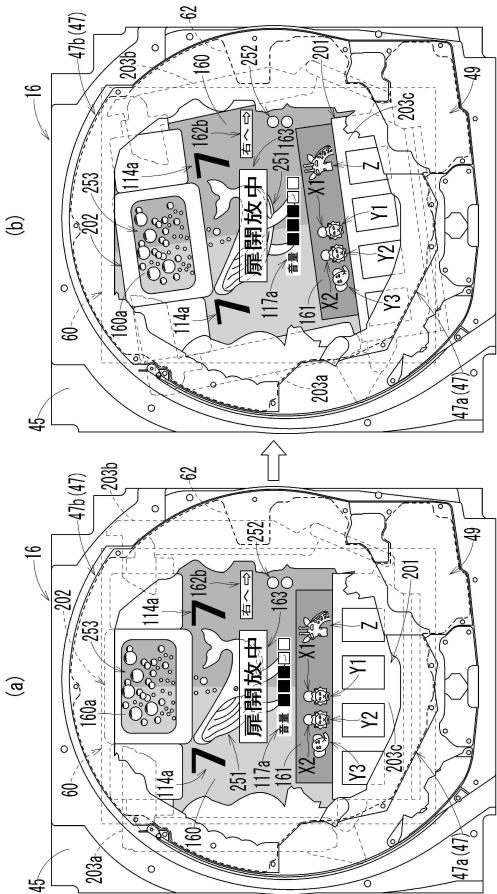 (a)
16
202
47b (47)
203b
253
62
60
160a
114a
162b
252
45
203a
114a
7
7
右へ⇨
163
扉開放中
音量
160
251
117a
161
X1
X2
201
Z
Y1
Y2
Y3
203c
49
47a (47)
(b)
62
16
47b (47)
203b
202
253
160
252
60
160a
114a
162b
201
45
114a
7
7
右へ⇨
163
203c
扉開放中
251
音量
117a
161
X1
X2
Z
Y1
Y2
Y3
203a
49
47a (47)